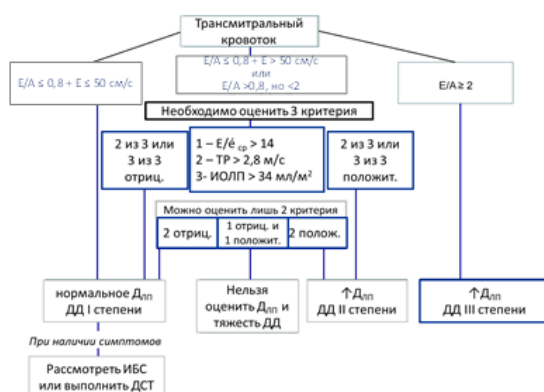 Трансмитральный
кровоток
E/A ≤ 0,8 + E ≤ 50 см/с
E/A ≤ 0,8 + E > 50 см/с
или
E/A >0,8, но <2
E/A ≥ 2
Необходимо оценить 3 критерия
2 из 3 или
3 из 3
отриц.
1 – E/é ср > 14
2 – ТР > 2,8 м/с
3- ИОЛП > 34 мл/м²
2 из 3 или
3 из 3
положит.
Можно оценить лишь 2 критерия
2 отриц.
1 отриц. и
1 положит.
2 полож.
нормальное ДЛП
ДД I степени
Нельзя
оценить ДЛП и
тяжесть ДД
↑ДЛП
ДД II степени
↑ДЛП
ДД III степени
При наличии симптомов
Рассмотреть ИБС
или выполнить ДСТ